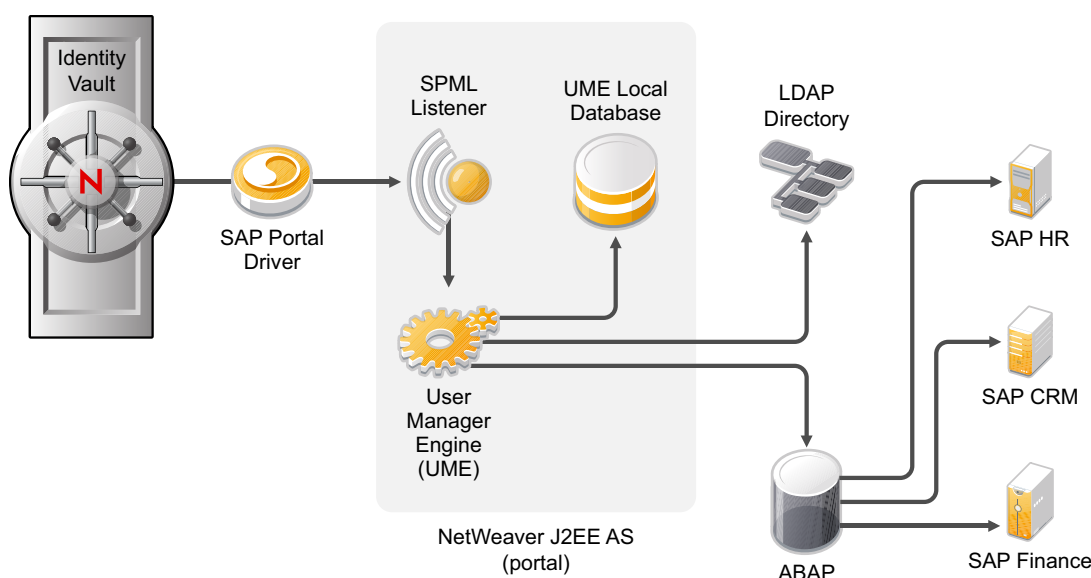 Identity
Vault
N
SAP Portal
Driver
SPML
Listener
UME Local
Database
User
Manager
Engine
(UME)
NetWeaver J2EE AS
(portal)
LDAP
Directory
ABAP
SAP HR
SAP CRM
SAP Finance